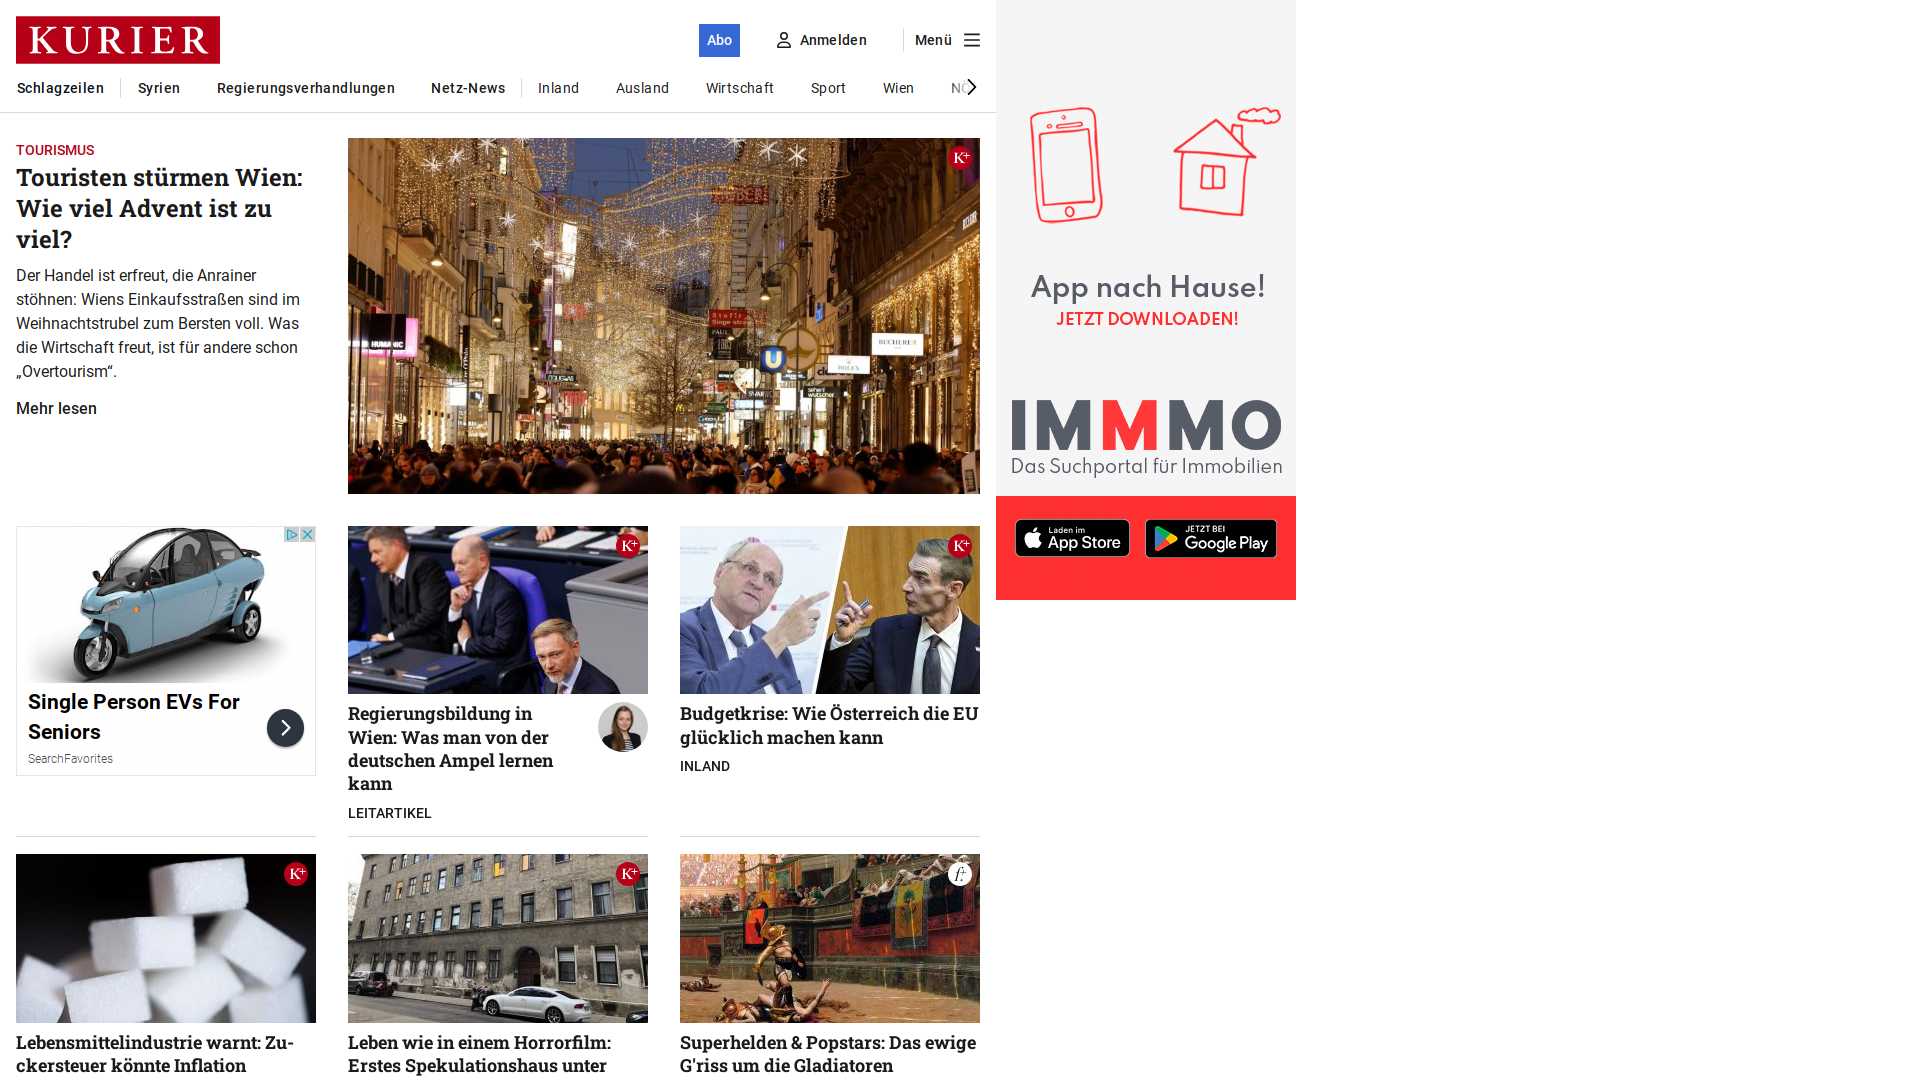 KURIER
Abo
Anmelden
Menü
Schlagzeilen
Syrien
Regierungsverhandlungen
Netz-News
Inland
Ausland
Wirtschaft
Sport
Wien
NÖ
TOURISMUS
Touristen stürmen Wien:
Wie viel Advent ist zu
viel?
Der Handel ist erfreut, die Anrainer
stöhnen: Wiens Einkaufsstraßen sind im
Weihnachtstrubel zum Bersten voll. Was
die Wirtschaft freut, ist für andere schon
„Overtourism“.
Mehr lesen
K+
HUMANIC
BUCHERER
U
App nach Hause!
JETZT DOWNLOADEN!
IMMMO
Das Suchportal für Immobilien
Laden im
App Store
JETZT BEI
Google Play
Single Person EVs For
Seniors
SearchFavorites
K+
Regierungsbildung in
Wien: Was man von der
deutschen Ampel lernen
kann
LEITARTIKEL
K+
Budgetkrise: Wie Österreich die EU
glücklich machen kann
INLAND
K+
Lebensmittelindustrie warnt: Zu-
ckersteuer könnte Inflation
K+
Leben wie in einem Horrorfilm:
Erstes Spekulationshaus unter
f+
Superhelden & Popstars: Das ewige
G'riss um die Gladiatoren